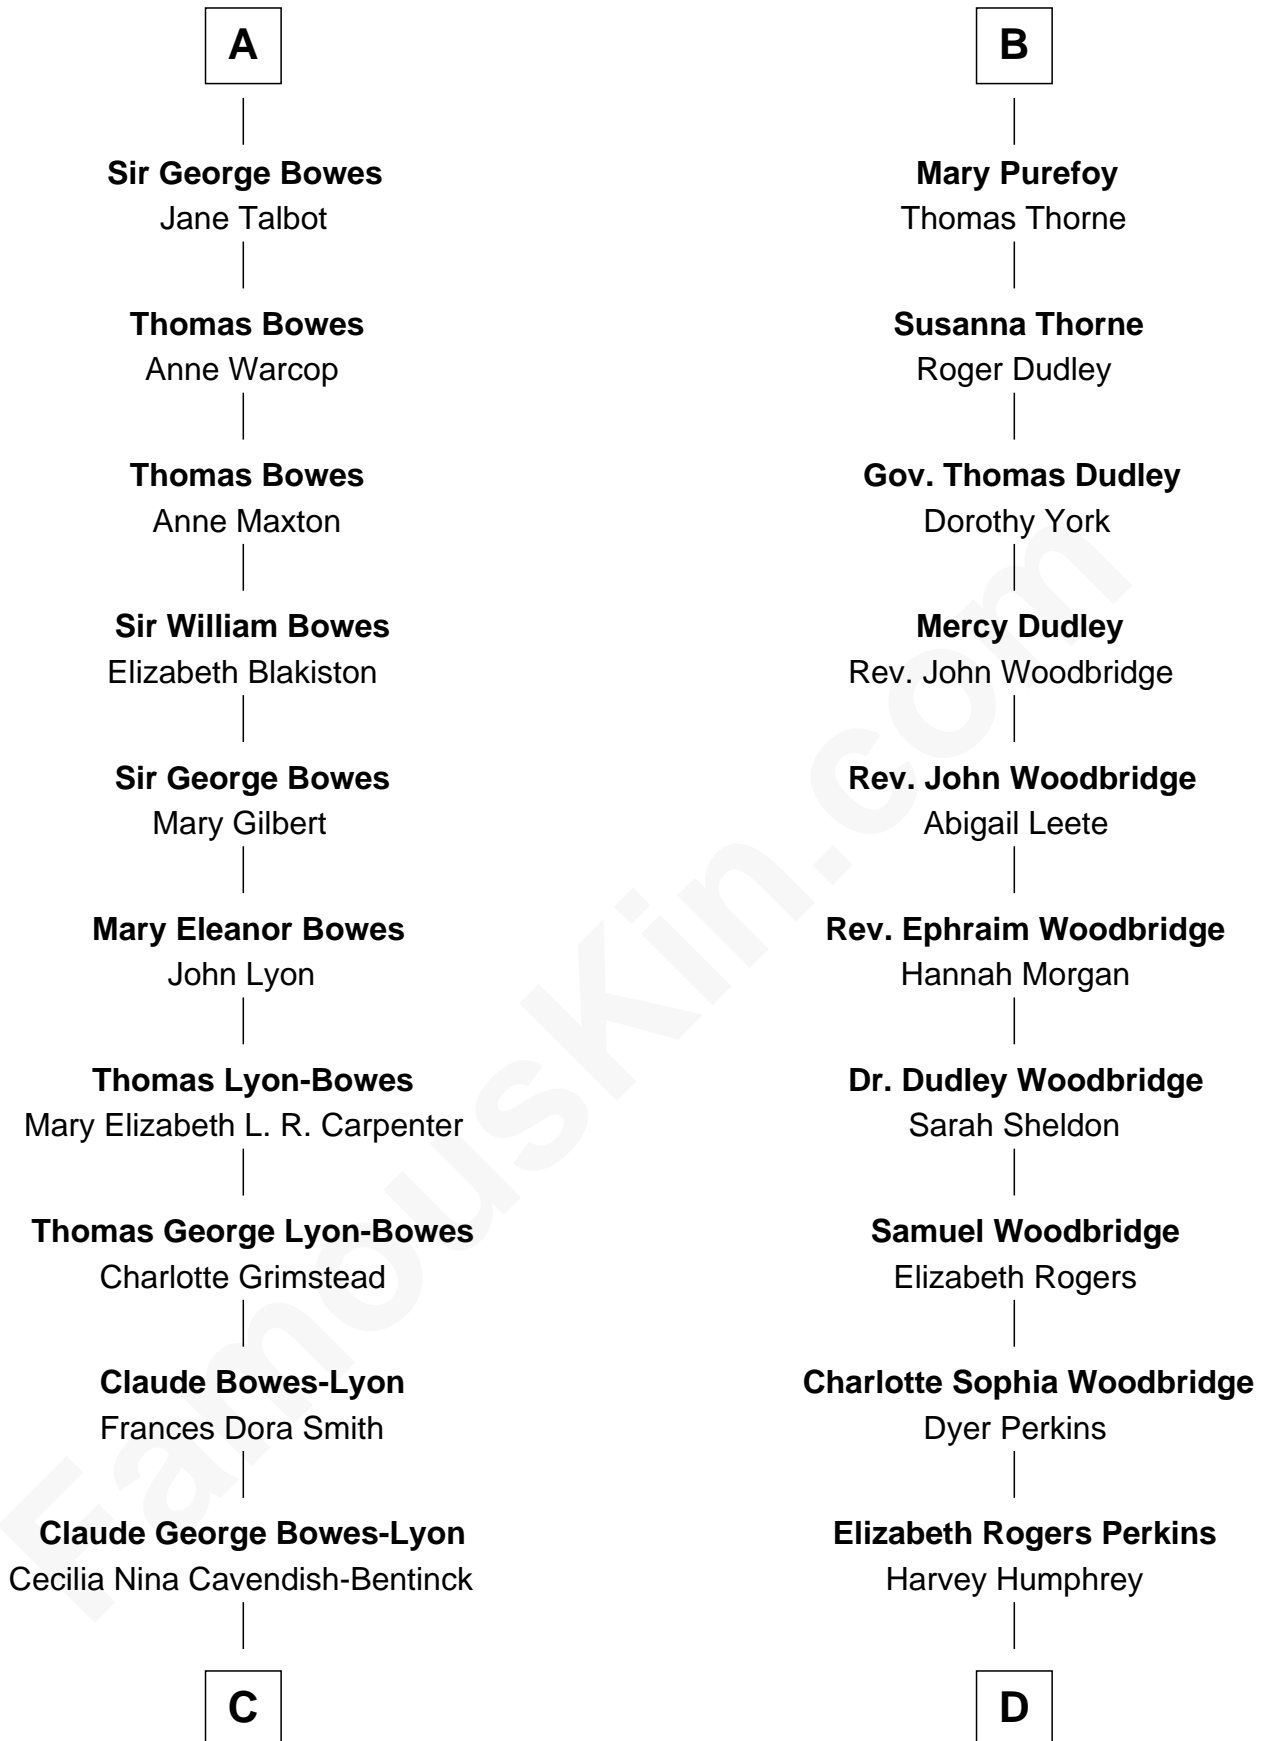 A
Sir George Bowes
Jane Talbot
Thomas Bowes
Anne Warcop
Thomas Bowes
Anne Maxton
Sir William Bowes
Elizabeth Blakiston
Sir George Bowes
Mary Gilbert
Mary Eleanor Bowes
John Lyon
Thomas Lyon-Bowes
Mary Elizabeth L. R. Carpenter
Thomas George Lyon-Bowes
Charlotte Grimstead
Claude Bowes-Lyon
Frances Dora Smith
Claude George Bowes-Lyon
Cecilia Nina Cavendish-Bentinck
C
B
Mary Purefoy
Thomas Thorne
Susanna Thorne
Roger Dudley
Gov. Thomas Dudley
Dorothy York
Mercy Dudley
Rev. John Woodbridge
Rev. John Woodbridge
Abigail Leete
Rev. Ephraim Woodbridge
Hannah Morgan
Dr. Dudley Woodbridge
Sarah Sheldon
Samuel Woodbridge
Elizabeth Rogers
Charlotte Sophia Woodbridge
Dyer Perkins
Elizabeth Rogers Perkins
Harvey Humphrey
D
FamousKin.com